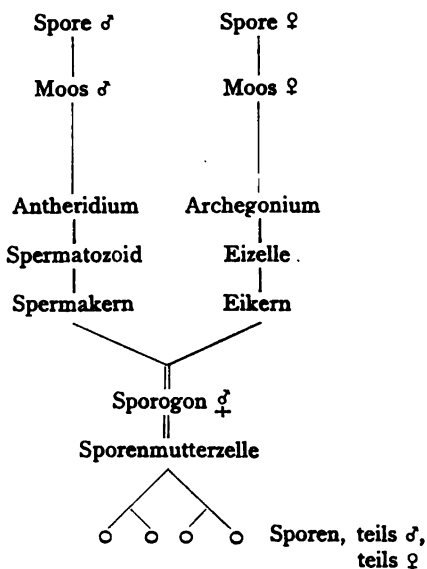 Spore ♂ Spore ♀
Moos ♂ Moos ♀
Antheridium Archegonium
Spermatozoid Eizelle
Spermakern Eikern
Sporogon ⚥
Sporenmutterzelle
Sporen, teils ♂,
teils ♀